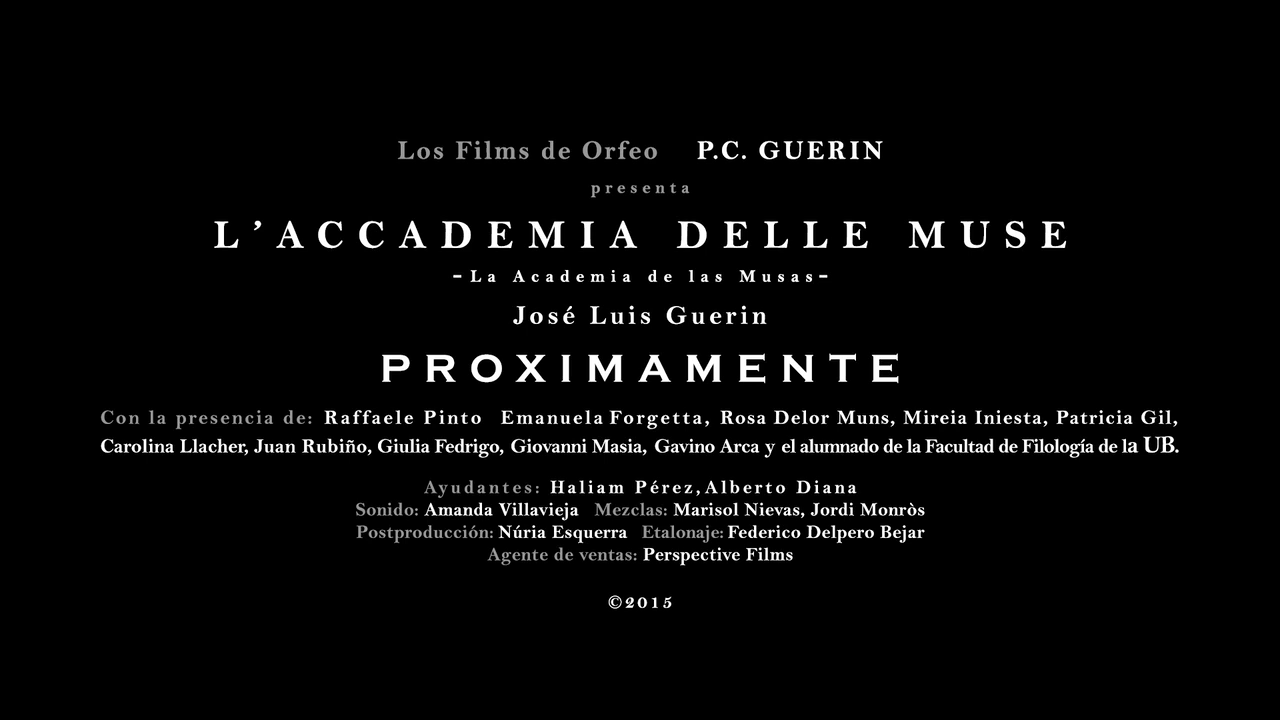 Los Films de Orfeo P.C. GUERIN
presenta
L'ACCADEMIA DELLE MUSE
-La Academia de las Musas-
José Luis Guerin
PROXIMAMENTE
Con la presencia de: Raffaele Pinto Emanuela Forgetta, Rosa Delor Muns, Mireia Iniesta, Patricia Gil,
Carolina Llacher, Juan Rubiño, Giulia Fedrigo, Giovanni Masia, Gavino Arca y el alumnado de la Facultad de Filología de la UB.
Ayudantes: Haliam Pérez,Alberto Diana
Sonido: Amanda Villavieja Mezclas: Marisol Nievas, Jordi Monròs
Postproducción: Núria Esquerra Etalonaje: Federico Delpero Bejar
Agente de ventas: Perspective Films
©2015